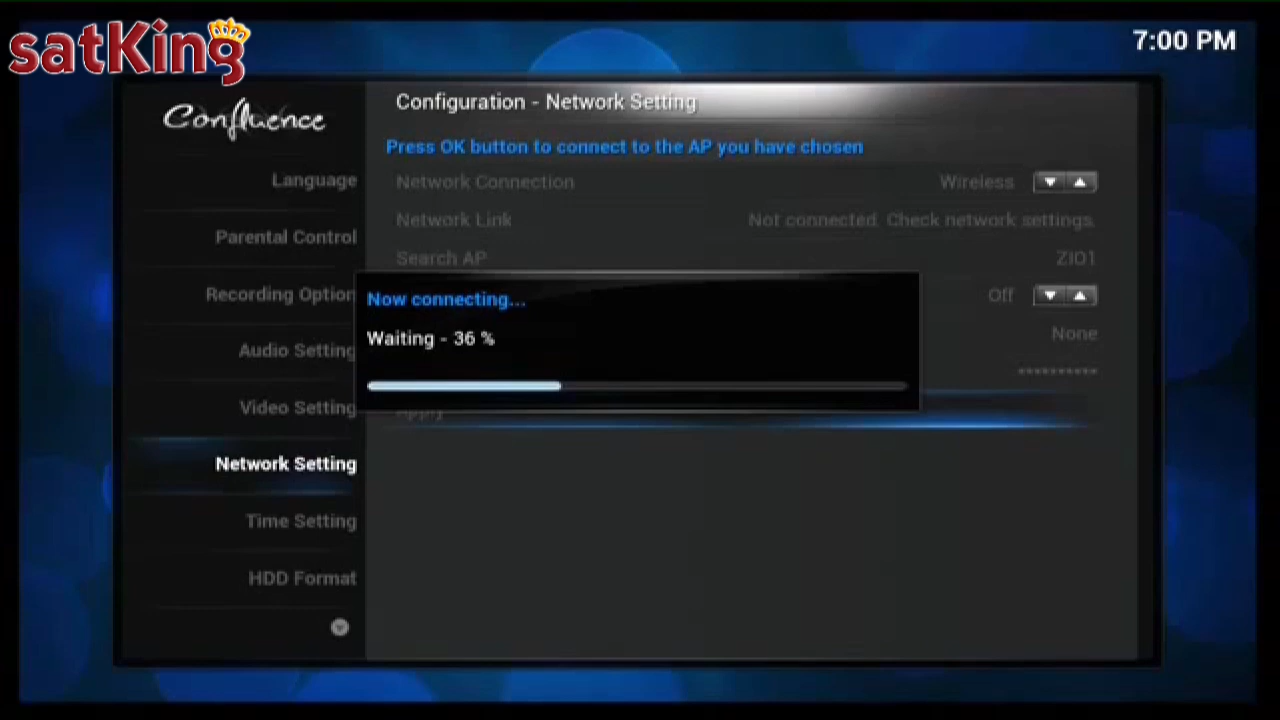 satKing
7:00 PM
Confluence
Configuration - Network Setting
Press OK button to connect to the AP you have chosen
Language
Network Connection
Wireless
Network Link
Not connected. Check network settings.
Parental Control
Search AP
ZID1
Recording Option
Now connecting...
Off
Waiting - 36 %
None
Audio Setting
**********
Video Setting
Apply
Network Setting
Time Setting
HDD Format